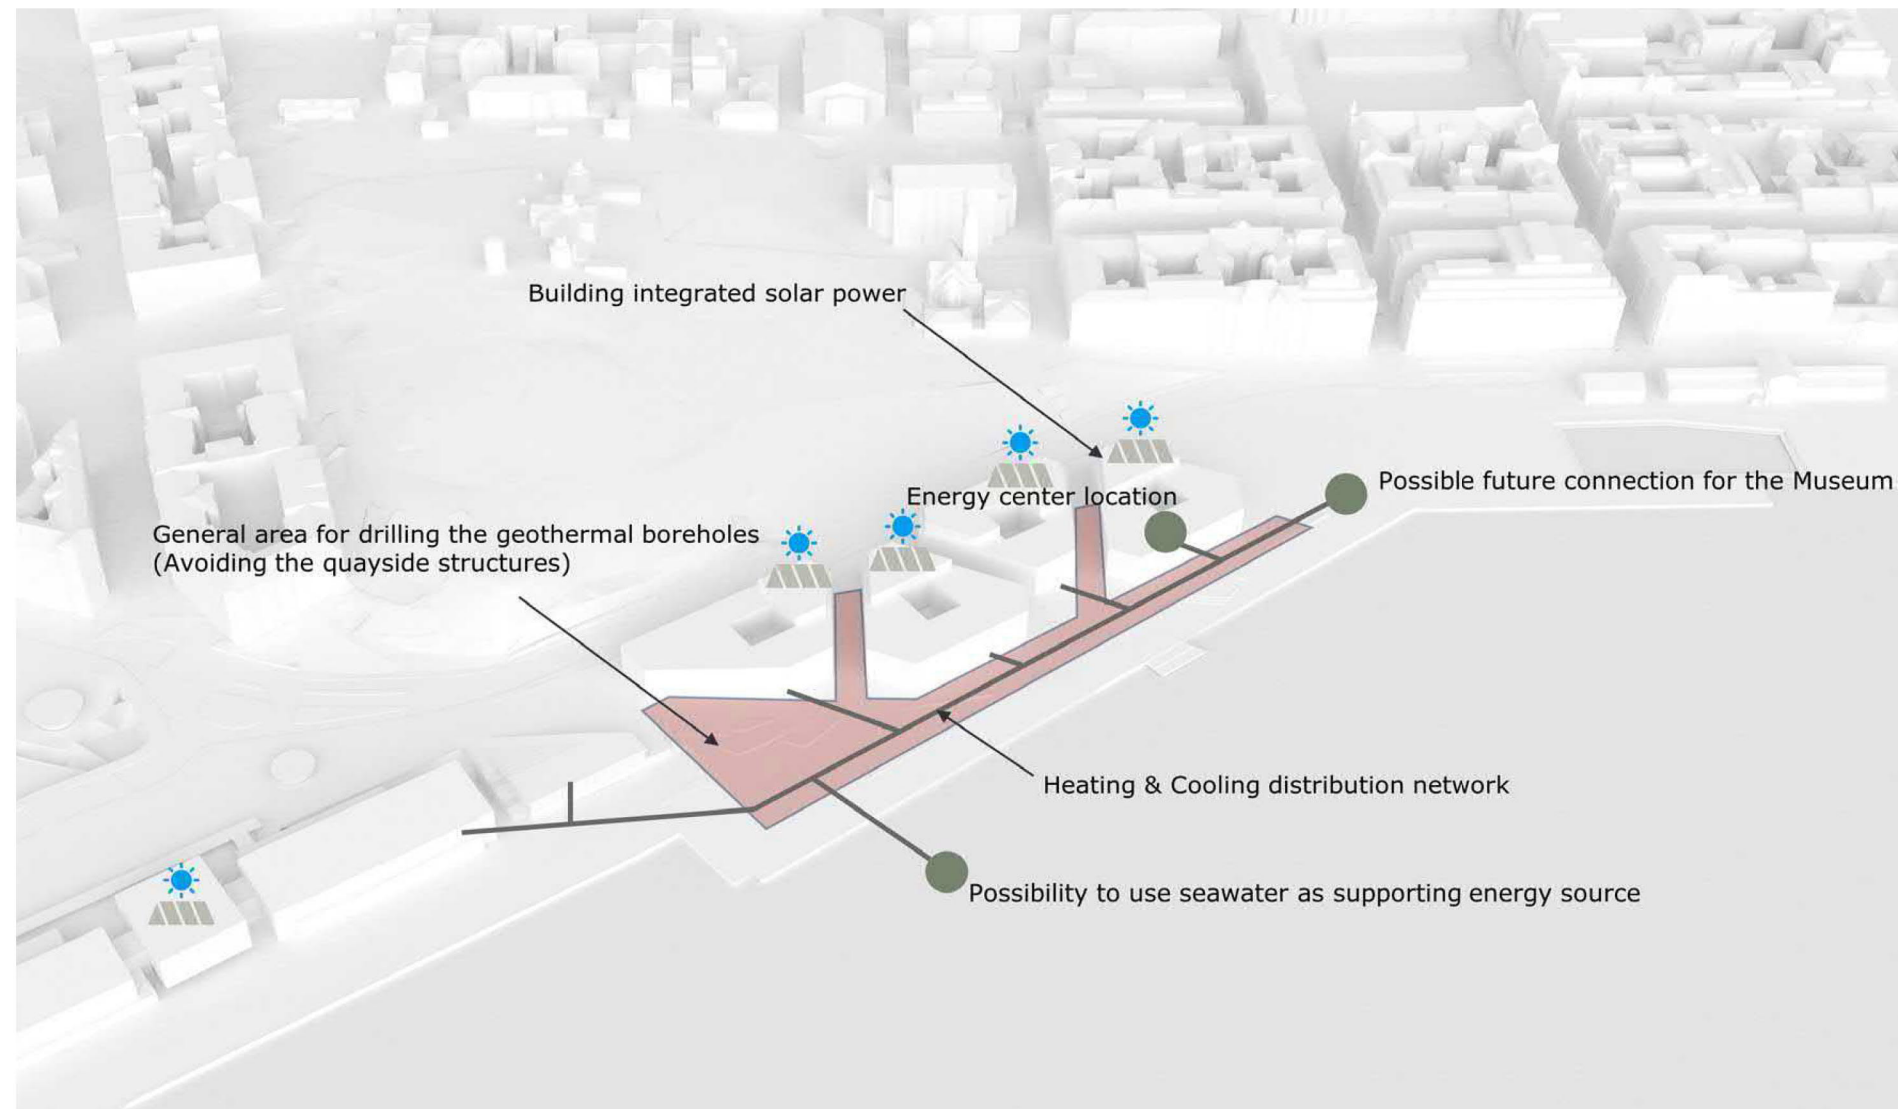 Building integrated solar power
Possible future connection for the Museum
Energy center location
General area for drilling the geothermal boreholes
(Avoiding the quayside structures)
Heating & Cooling distribution network
Possibility to use seawater as supporting energy source